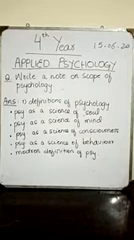 4th Year
15.06.20
APPLIED PSYCHOLOGY
Q. Write a note on scope of
psychology.
Ans: 1) definitions of psychology
• psy as a science of 'soul'
• psy as a science of mind
• psy as a science of consciousness
• psy as a science of behaviour
• modern definition of psy